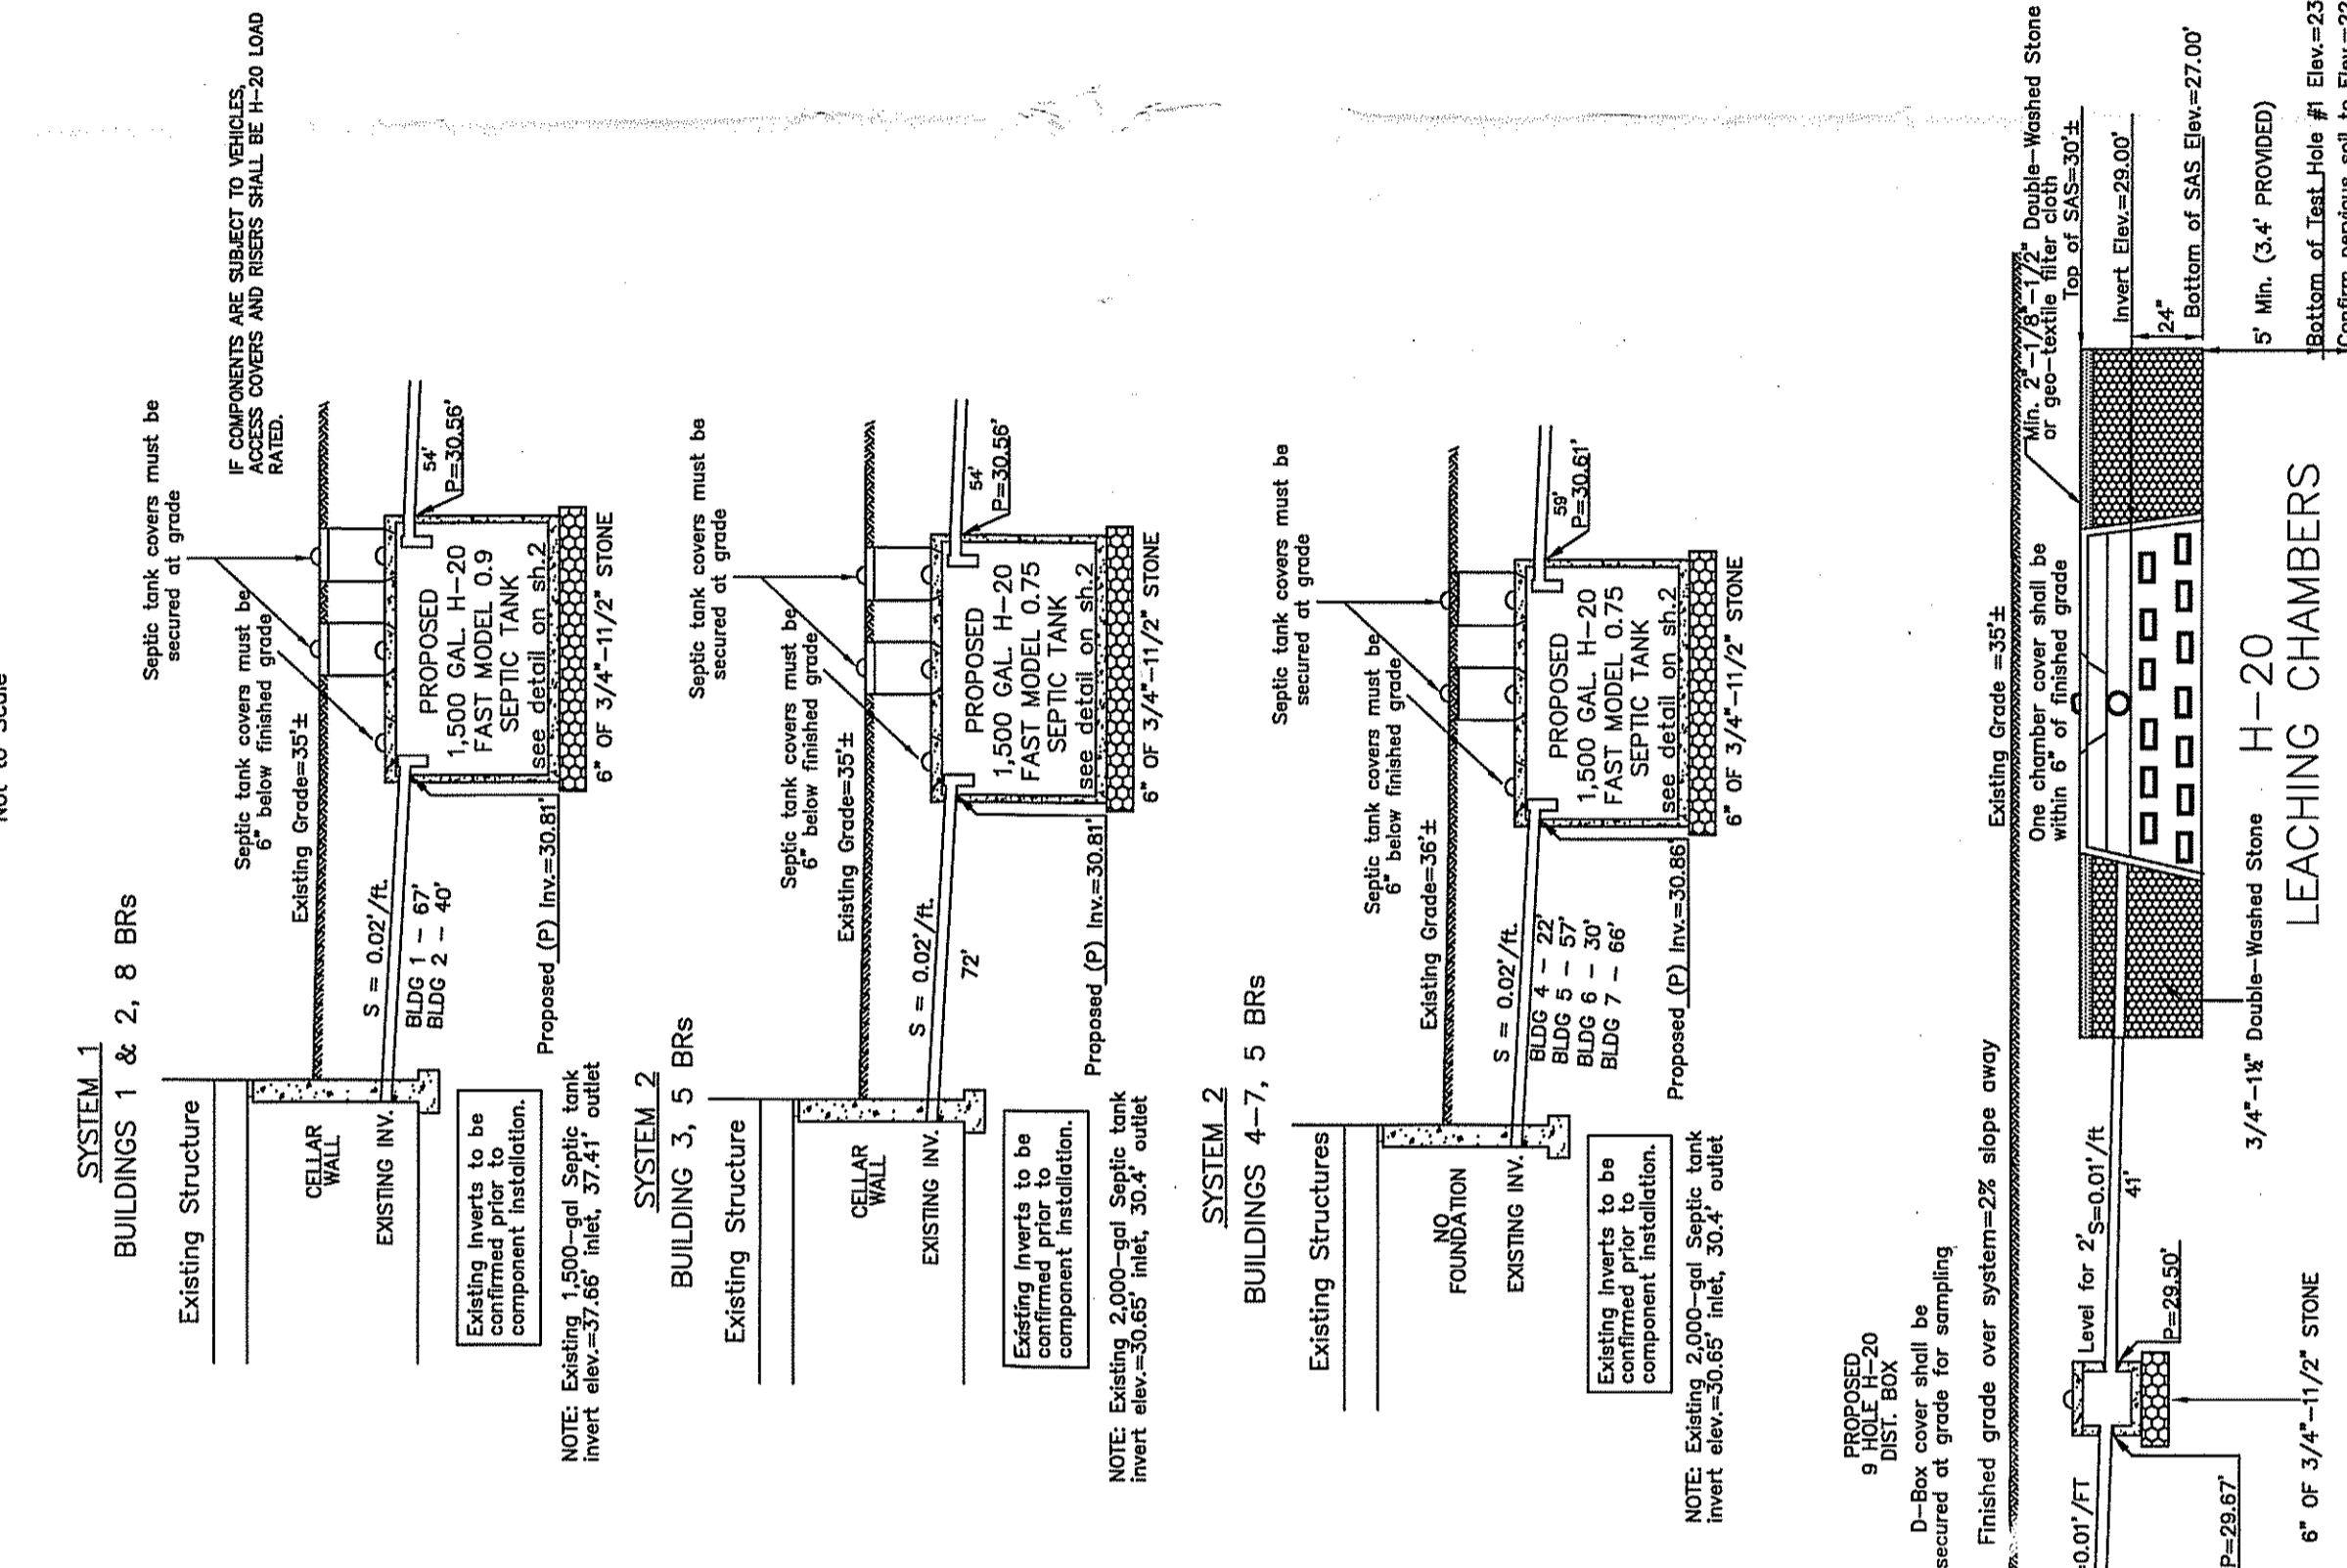 Not to Scale
SYSTEM 1
BUILDINGS 1 & 2, 8 BRs
Existing Structure
CELLAR
WALL
EXISTING INV.
Existing Inverts to be
confirmed prior to
component installation.
NOTE: Existing 1,500-gal Septic tank
invert elev.=37.66' inlet, 37.41' outlet
S = 0.02'/ft.
BLDG 1 - 67'
BLDG 2 - 40'
Proposed (P) Inv.=30.81'
Existing Grade=35'±
Septic tank covers must be
6" below finished grade
Septic tank covers must be
secured at grade
PROPOSED
1,500 GAL. H-20
FAST MODEL 0.9
SEPTIC TANK
see detail on sh.2
6" OF 3/4"-11/2" STONE
54'
P=30.56'
IF COMPONENTS ARE SUBJECT TO VEHICLES,
ACCESS COVERS AND RISERS SHALL BE H-20 LOAD
RATED.
SYSTEM 2
BUILDING 3, 5 BRs
Existing Structure
CELLAR
WALL
EXISTING INV.
Existing Inverts to be
confirmed prior to
component installation.
NOTE: Existing 2,000-gal Septic tank
invert elev.=30.65' inlet, 30.4' outlet
S = 0.02'/ft.
72'
Proposed (P) Inv.=30.81'
Existing Grade=35'±
Septic tank covers must be
6" below finished grade
Septic tank covers must be
secured at grade
PROPOSED
1,500 GAL. H-20
FAST MODEL 0.75
SEPTIC TANK
see detail on sh.2
6" OF 3/4"-11/2" STONE
54'
P=30.56'
SYSTEM 2
BUILDINGS 4-7, 5 BRs
Existing Structures
NO
FOUNDATION
EXISTING INV.
Existing Inverts to be
confirmed prior to
component installation.
NOTE: Existing 2,000-gal Septic tank
invert elev.=30.65' inlet, 30.4' outlet
S = 0.02'/ft.
BLDG 4 - 22'
BLDG 5 - 57'
BLDG 6 - 30'
BLDG 7 - 66'
Proposed (P) Inv.=30.86'
Existing Grade=36'±
Septic tank covers must be
6" below finished grade
Septic tank covers must be
secured at grade
PROPOSED
1,500 GAL. H-20
FAST MODEL 0.75
SEPTIC TANK
see detail on sh.2
6" OF 3/4"-11/2" STONE
59'
P=30.61'
PROPOSED
9 HOLE H-20
DIST. BOX
D-Box cover shall be
secured at grade for sampling
Finished grade over system=2% slope away
Existing Grade =35'±
0.01'/FT
P=29.67'
Level for 2'
S=0.01'/ft
41'
P=29.50'
6" OF 3/4"-11/2" STONE
One chamber cover shall be
within 6" of finished grade
3/4"-1½" Double-Washed Stone
H-20
LEACHING CHAMBERS
Min. 2"-1/8"-1/2" Double-Washed Stone
or geo-textile filter cloth
Top of SAS=30'±
Invert Elev.=29.00'
24"
Bottom of SAS Elev.=27.00'
5' Min. (3.4' PROVIDED)
Bottom of Test Hole #1 Elev.=23
Confirm pervious soil to Elev.=22